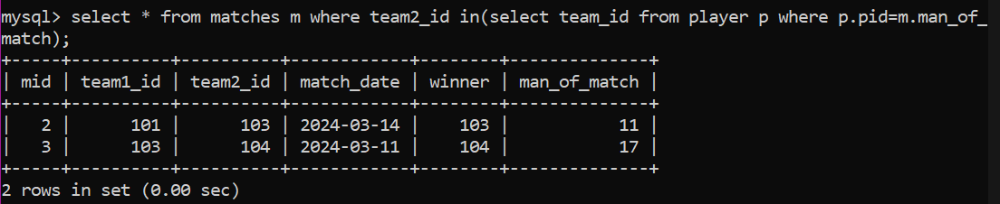 mysql> select * from matches m where team2_id in(select team_id from player p where p.pid=m.man_of_
match);
+-----+----------+----------+------------+--------+--------------+
| mid | team1_id | team2_id | match_date | winner | man_of_match |
+-----+----------+----------+------------+--------+--------------+
|   2 |      101 |      103 | 2024-03-14 |    103 |           11 |
|   3 |      103 |      104 | 2024-03-11 |    104 |           17 |
+-----+----------+----------+------------+--------+--------------+
2 rows in set (0.00 sec)